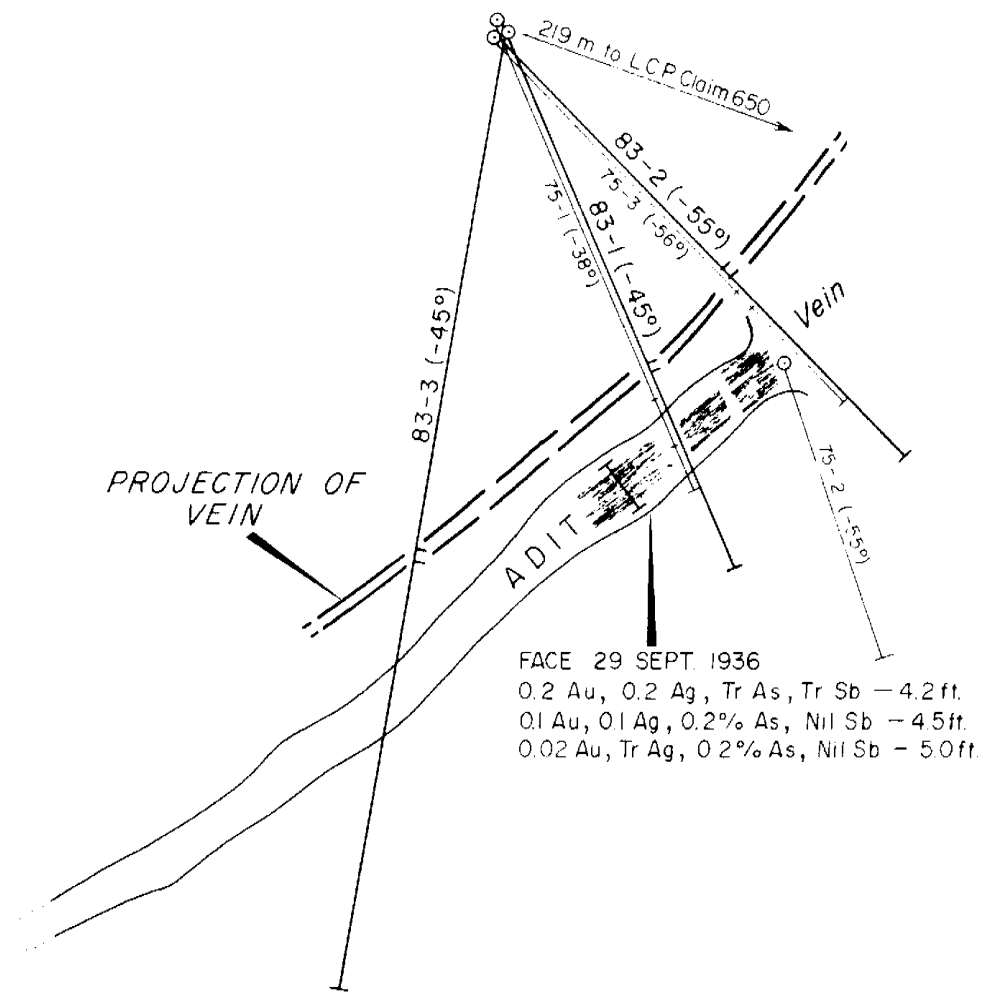 219 m to LCP Claim 650
83-2 (-55°)
75-3 (-56°)
75-1 (-38°)
83-1 (-45°)
83-3 (-45°)
Vein
PROJECTION OF
VEIN
ADIT
75-2 (-55°)
FACE 29 SEPT. 1936
0.2 Au, 0.2 Ag, Tr As, Tr Sb - 4.2 ft.
0.1 Au, 0.1 Ag, 0.2% As, Nil Sb - 4.5 ft.
0.02 Au, Tr Ag, 0.2% As, Nil Sb - 5.0 ft.